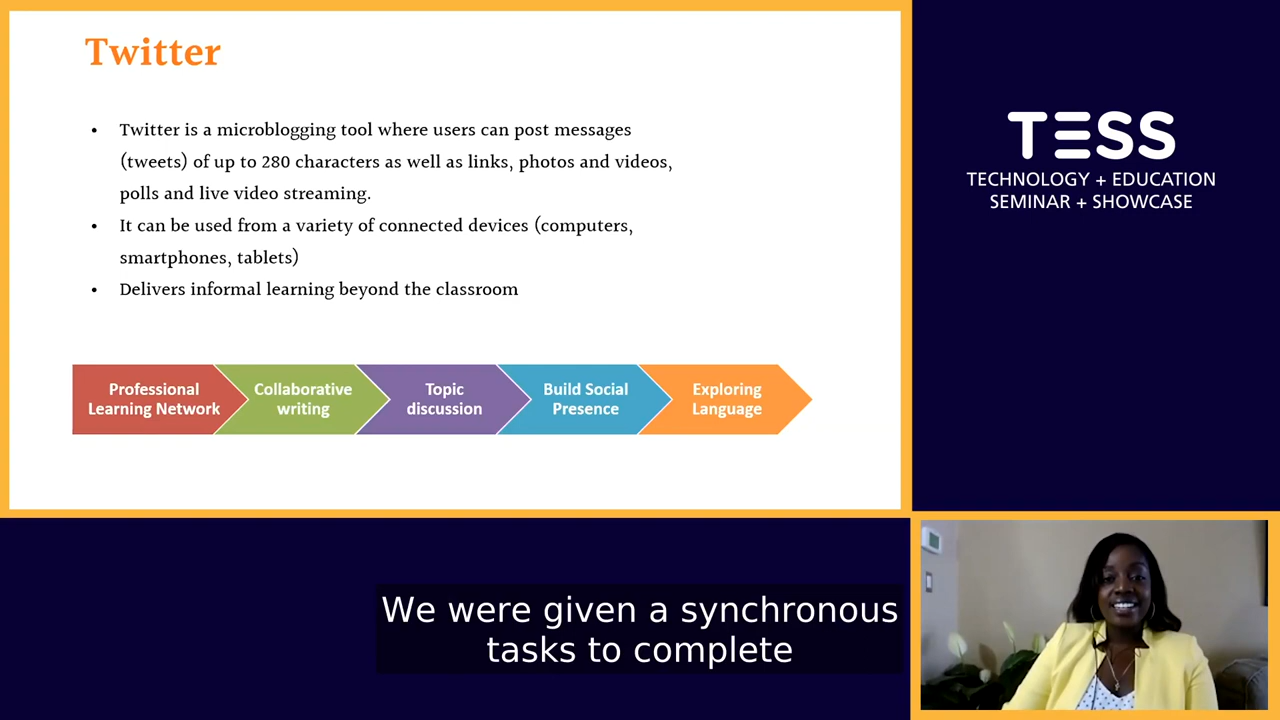 Twitter
• Twitter is a microblogging tool where users can post messages
(tweets) of up to 280 characters as well as links, photos and videos,
polls and live video streaming.
• It can be used from a variety of connected devices (computers,
smartphones, tablets)
• Delivers informal learning beyond the classroom
Professional
Learning Network
Collaborative
writing
Topic
discussion
Build Social
Presence
Exploring
Language
TESS
TECHNOLOGY + EDUCATION
SEMINAR + SHOWCASE
We were given a synchronous
tasks to complete